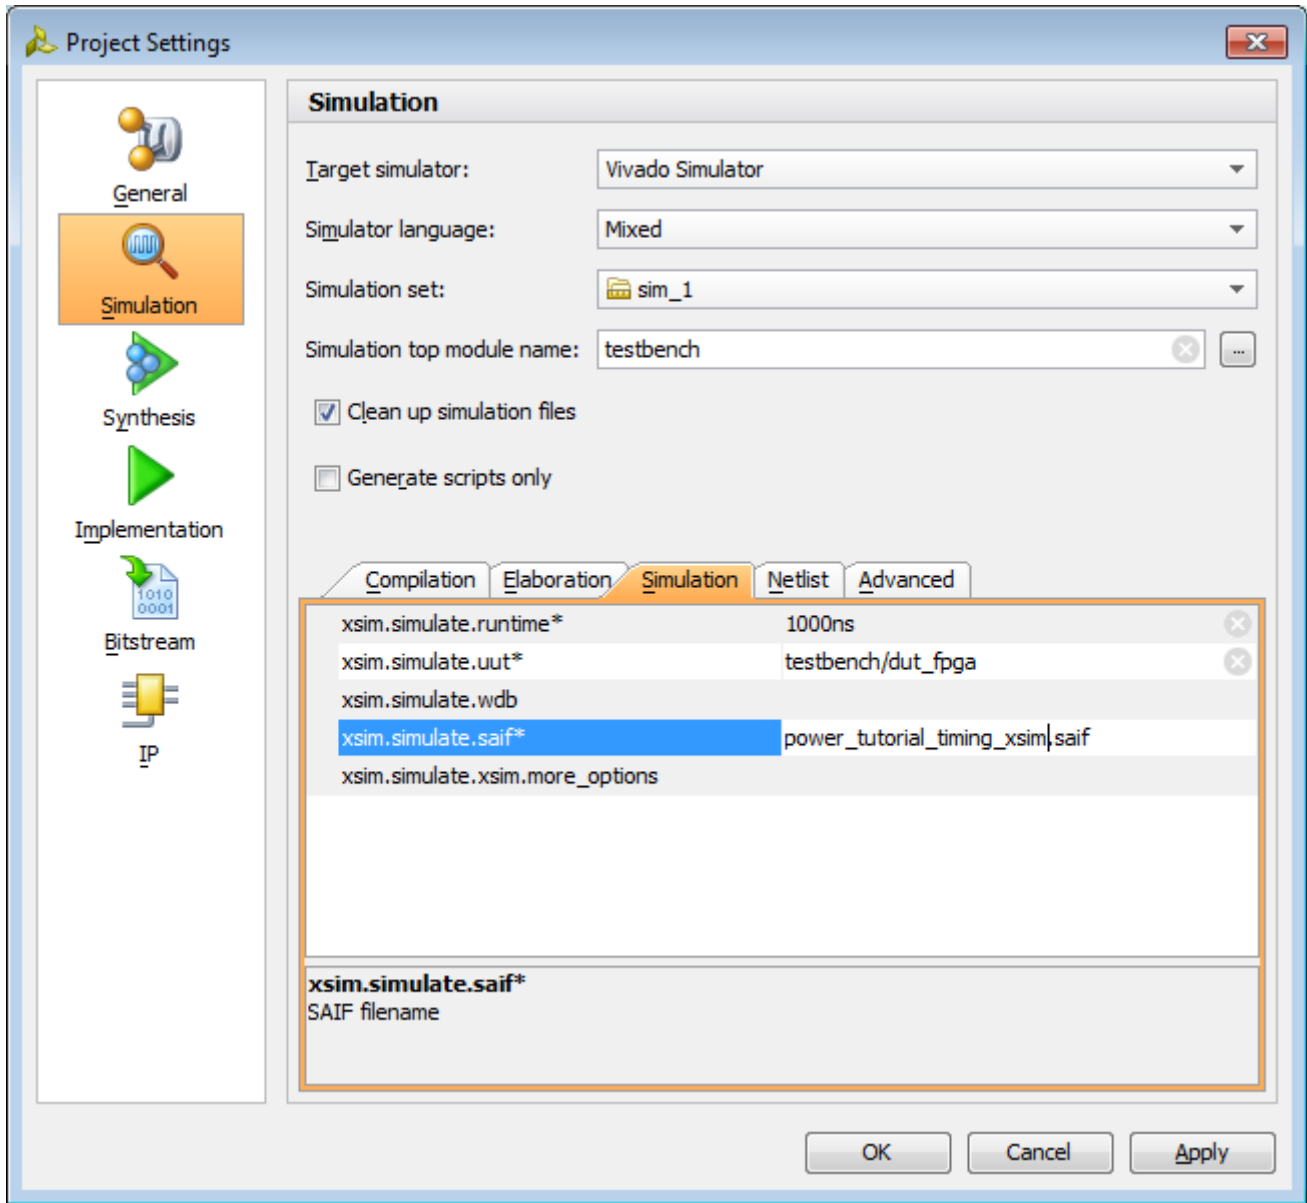 Project Settings
General
Simulation
Synthesis
Implementation
1010
0001
Bitstream
IP
Simulation
Target simulator: Vivado Simulator
Simulator language: Mixed
Simulation set: sim_1
Simulation top module name: testbench ...
Clean up simulation files
Generate scripts only
Compilation Elaboration Simulation Netlist Advanced
xsim.simulate.runtime* 1000ns
xsim.simulate.uut* testbench/dut_fpga
xsim.simulate.wdb
xsim.simulate.saif* power_tutorial_timing_xsim.saif
xsim.simulate.xsim.more_options
xsim.simulate.saif*
SAIF filename
OK Cancel Apply